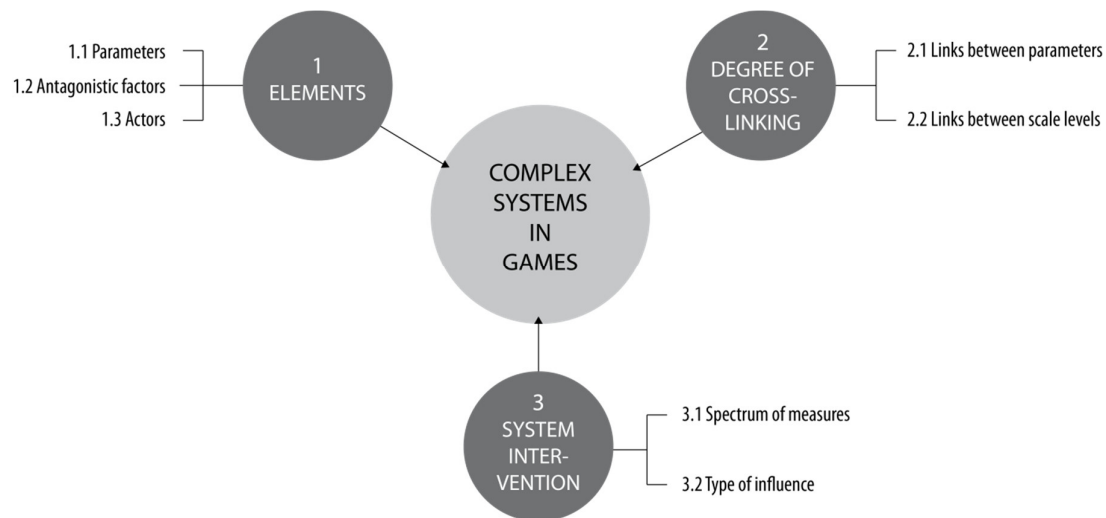 1
ELEMENTS
1.1 Parameters
1.2 Antagonistic factors
1.3 Actors
2
DEGREE OF
CROSS-
LINKING
2.1 Links between parameters
2.2 Links between scale levels
COMPLEX
SYSTEMS
IN
GAMES
3
SYSTEM
INTER-
VENTION
3.1 Spectrum of measures
3.2 Type of influence